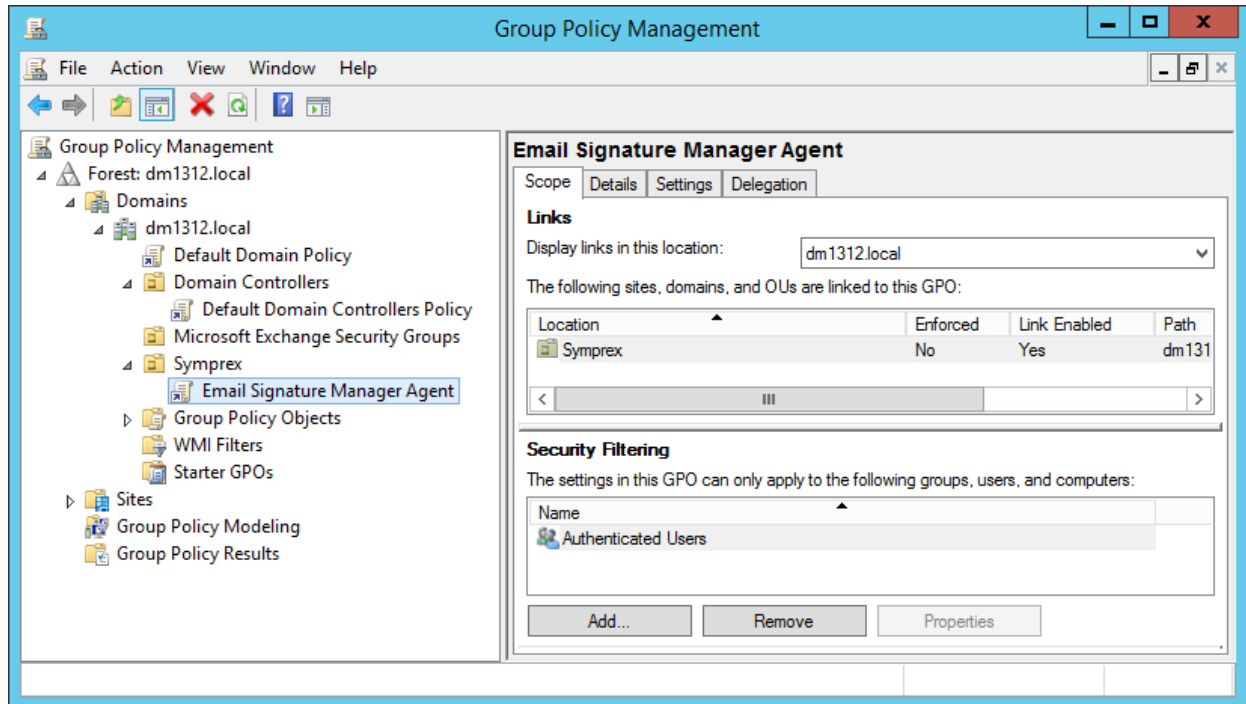 Group Policy Management
File Action View Window Help
Group Policy Management
Forest: dm1312.local
Domains
dm1312.local
Default Domain Policy
Domain Controllers
Default Domain Controllers Policy
Microsoft Exchange Security Groups
Symprex
Email Signature Manager Agent
Group Policy Objects
WMI Filters
Starter GPOs
Sites
Group Policy Modeling
Group Policy Results
Email Signature Manager Agent
Scope Details Settings Delegation
Links
Display links in this location: dm1312.local
The following sites, domains, and OUs are linked to this GPO:
Location Enforced Link Enabled Path
Symprex No Yes dm131
Security Filtering
The settings in this GPO can only apply to the following groups, users, and computers:
Name
Authenticated Users
Add... Remove Properties